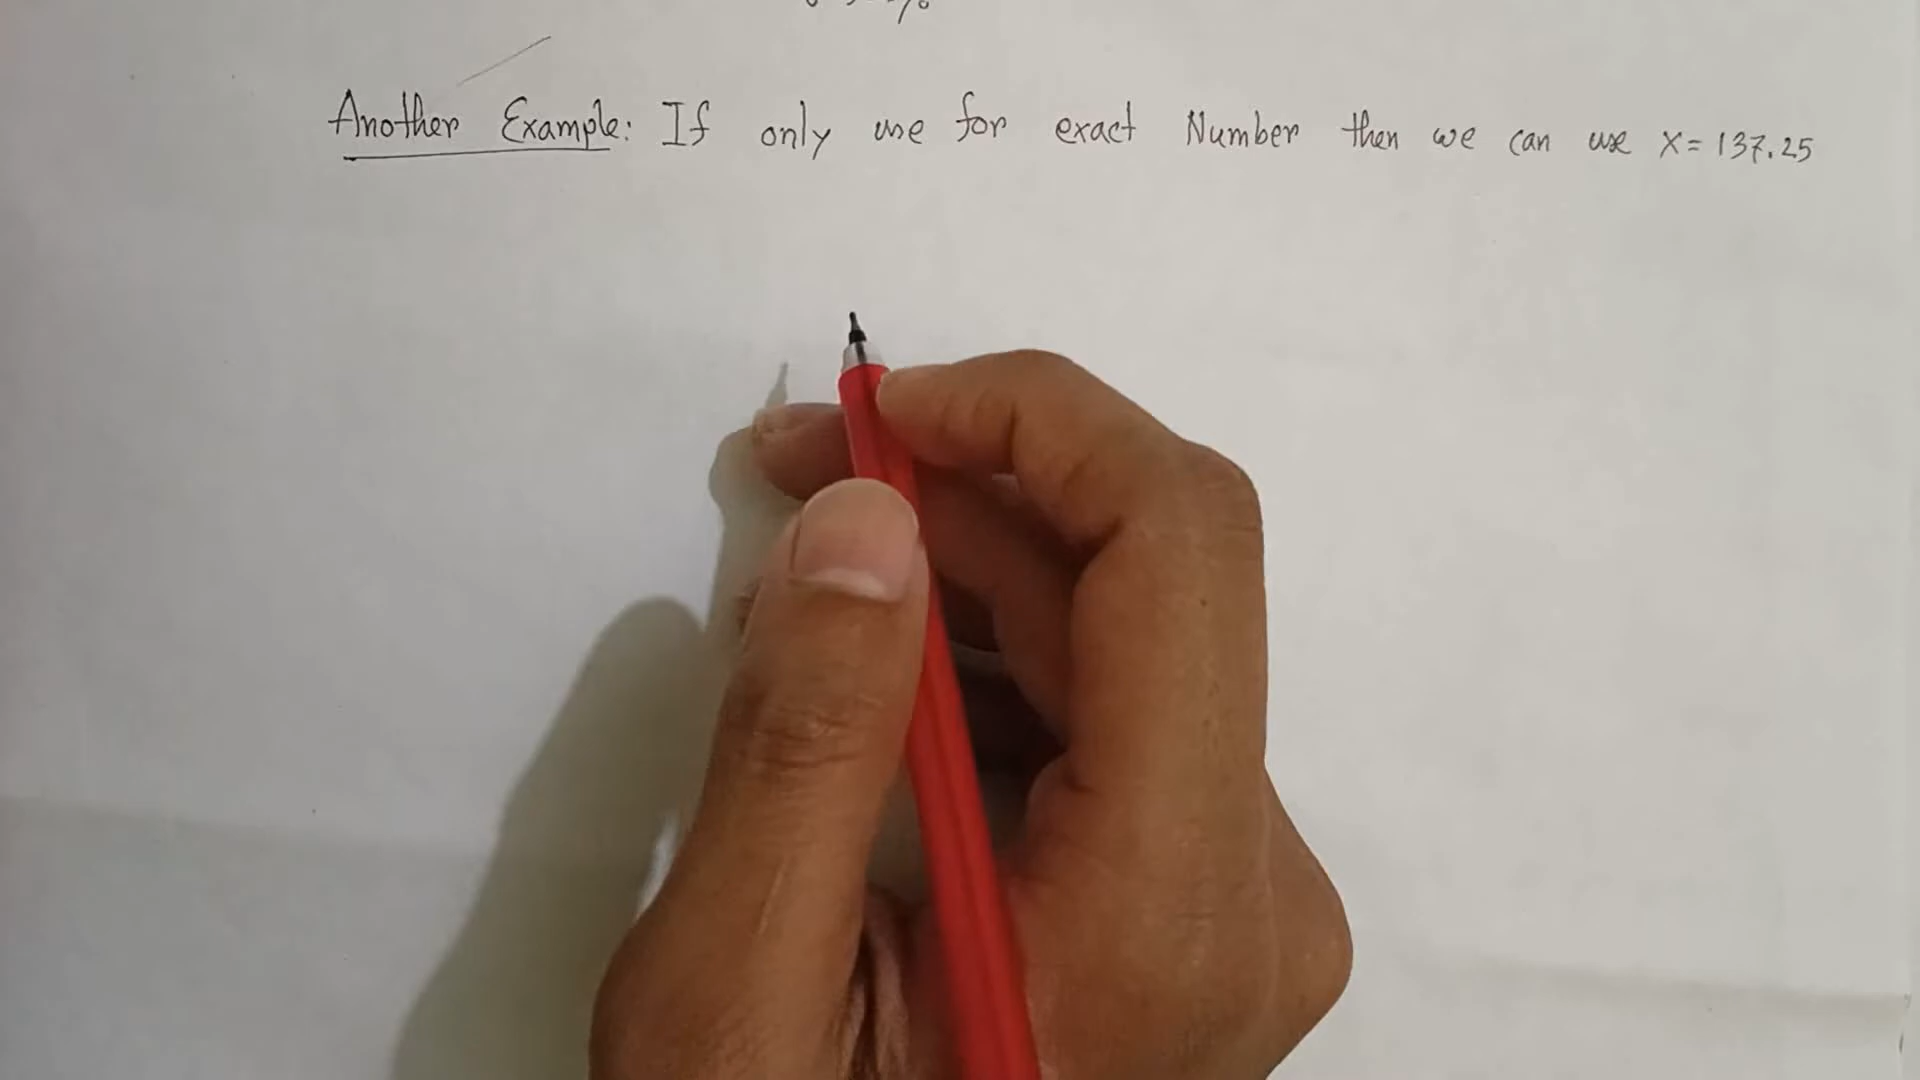 Another Example: If only use for exact Number then we can use x = 137.25